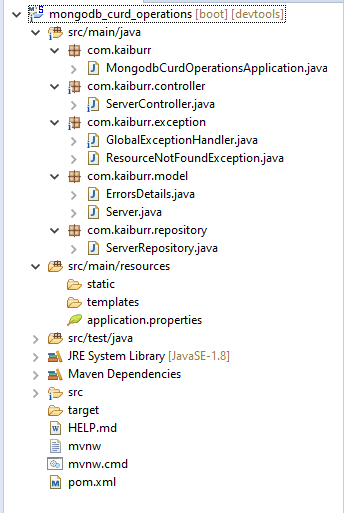 mongodb_curd_operations [boot] [devtools]
src/main/java
com.kaiburr
MongodbCurdOperationsApplication.java
com.kaiburr.controller
ServerController.java
com.kaiburr.exception
GlobalExceptionHandler.java
ResourceNotFoundException.java
com.kaiburr.model
ErrorsDetails.java
Server.java
com.kaiburr.repository
ServerRepository.java
src/main/resources
static
templates
application.properties
src/test/java
JRE System Library [JavaSE-1.8]
Maven Dependencies
src
target
HELP.md
mvnw
mvnw.cmd
pom.xml